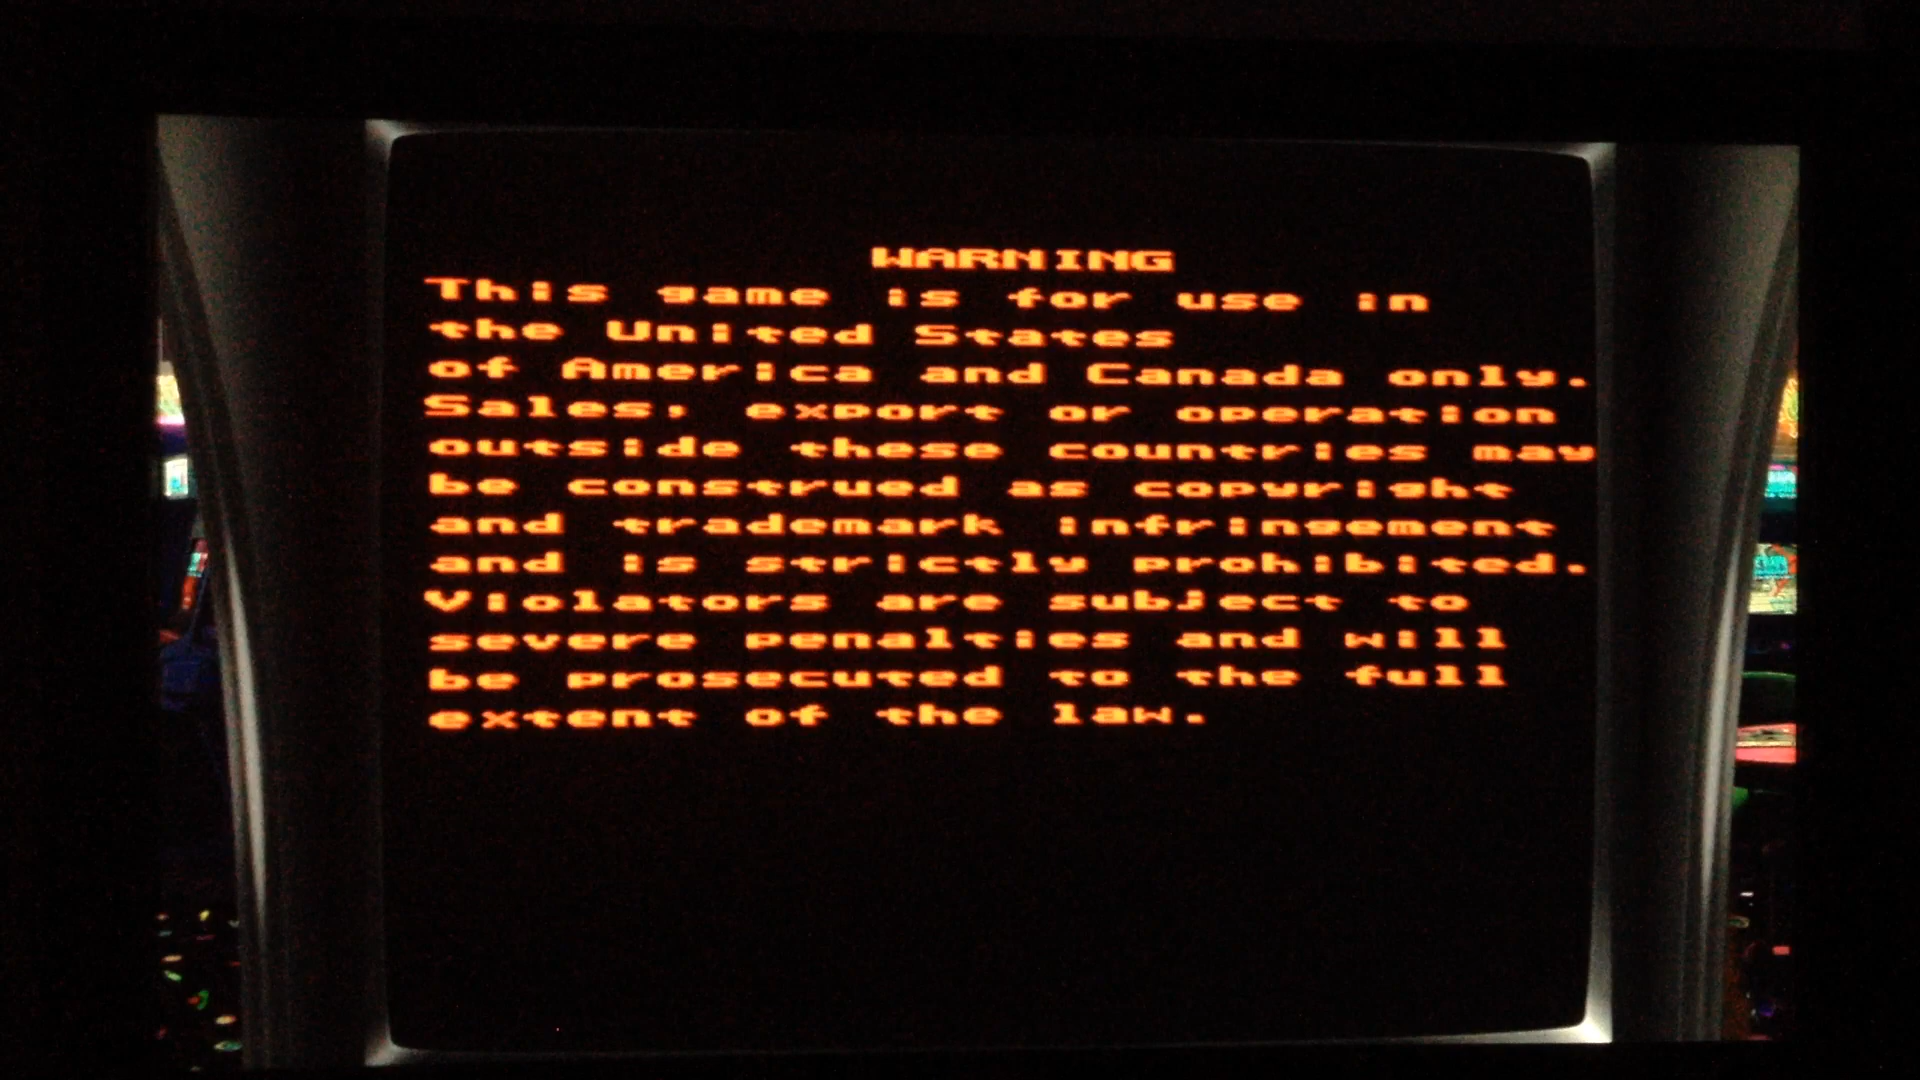 WARNING
This game is for use in
the United States
of America and Canada only.
Sales, export or operation
outside these countries may
be construed as copyright
and trademark infringement
and is strictly prohibited.
Violators are subject to
severe penalties and will
be prosecuted to the full
extent of the law.